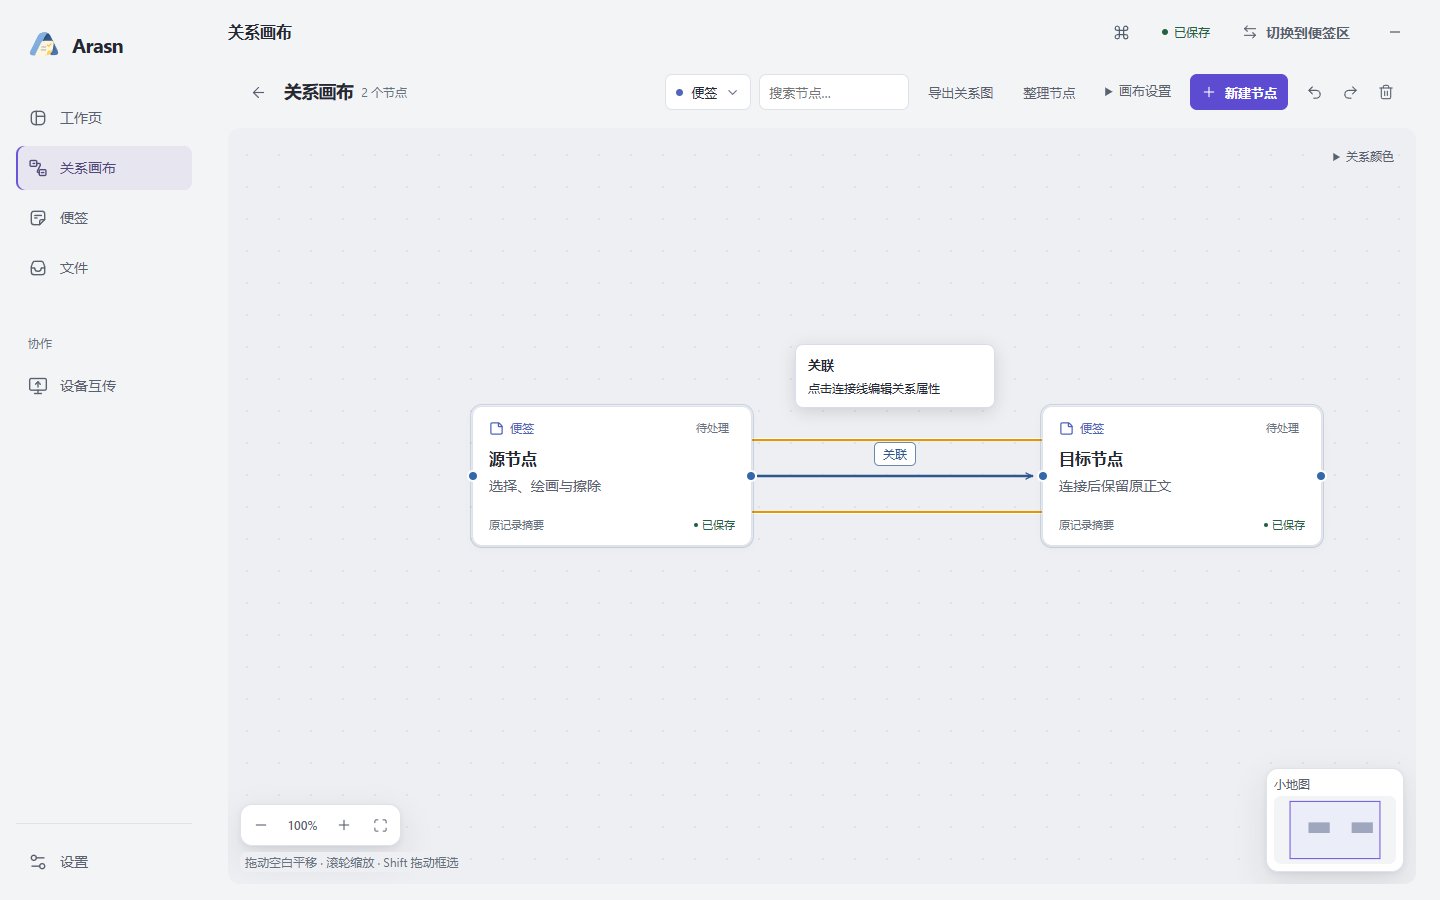 Arasn
工作页
关系画布
便签
文件
协作
设备互传
设置
关系画布
已保存
切换到便签区
关系画布 2 个节点
便签
搜索节点...
导出关系图
整理节点
画布设置
新建节点
关系颜色
关联
点击连接线编辑关系属性
便签
待处理
源节点
选择、绘画与擦除
原记录摘要
已保存
关联
便签
待处理
目标节点
连接后保留原正文
原记录摘要
已保存
100%
拖动空白平移 · 滚轮缩放 · Shift 拖动框选
小地图